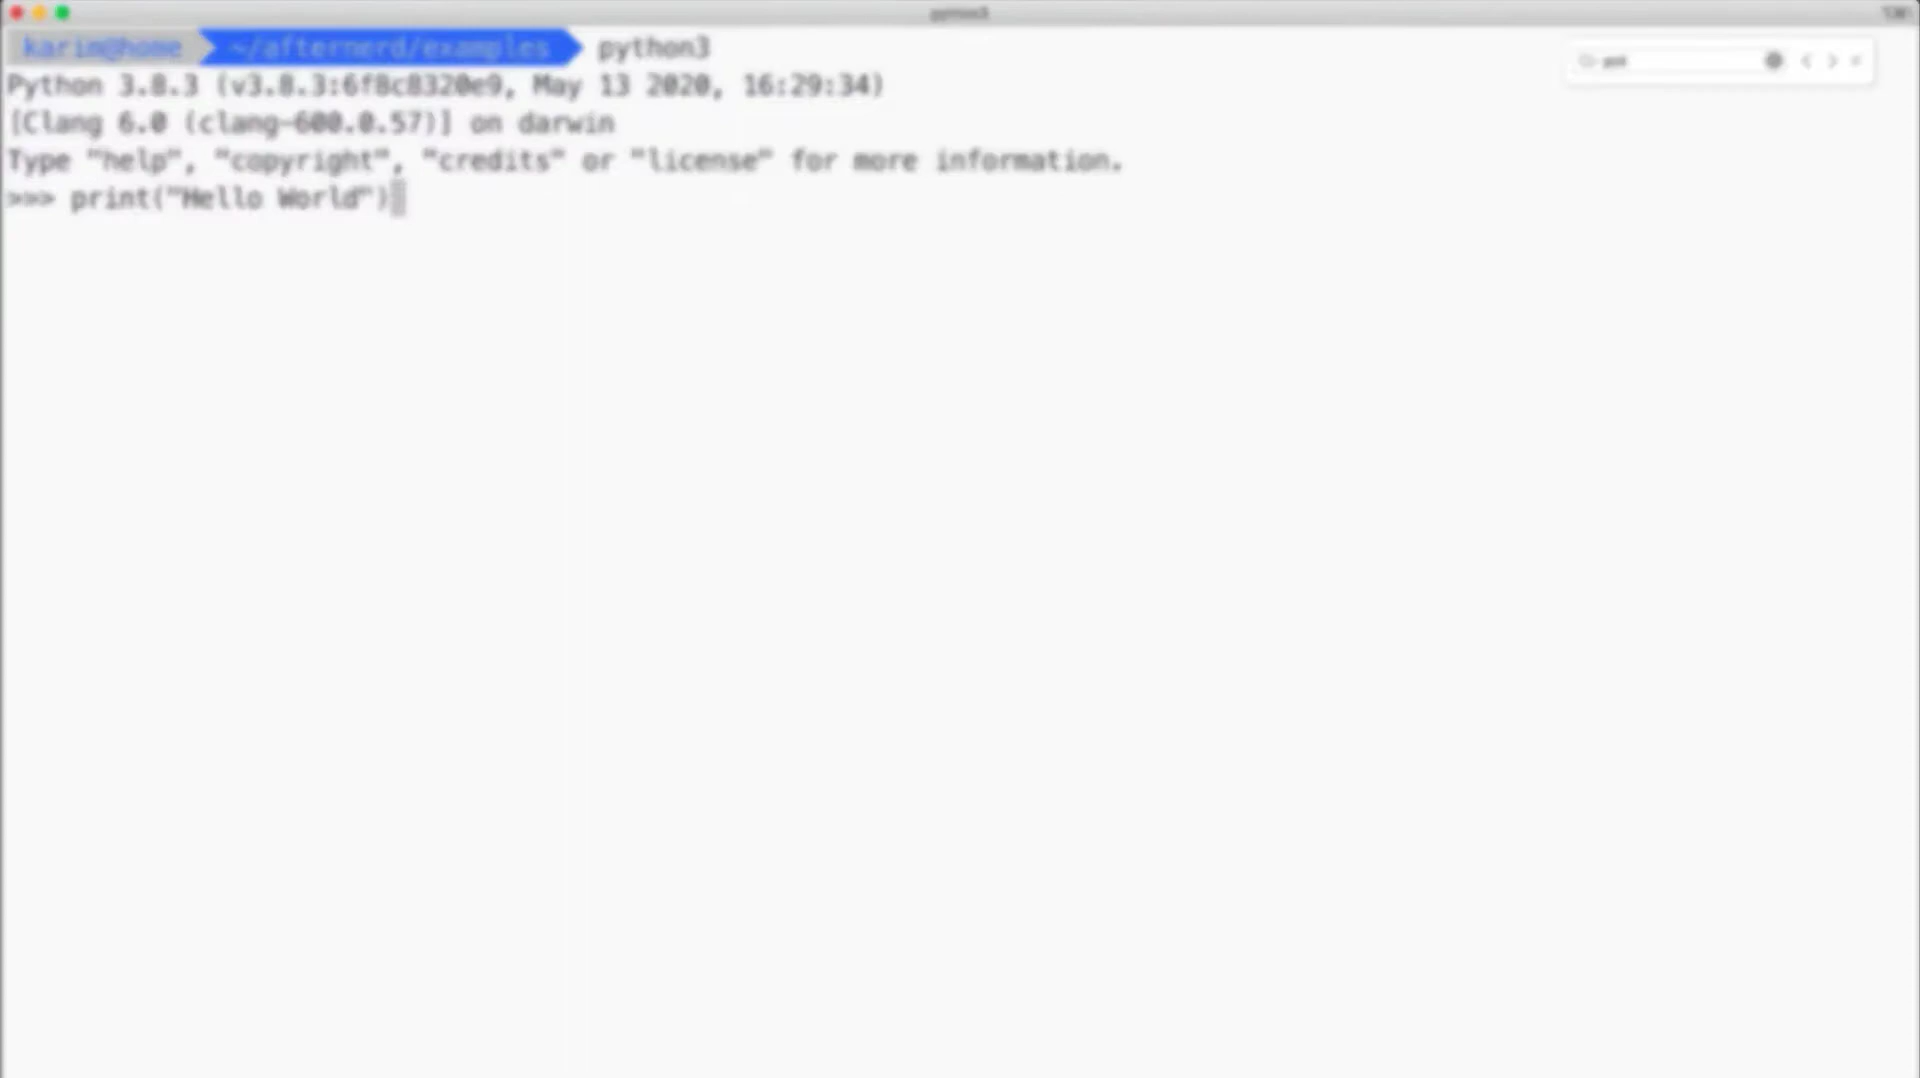 python3
karim@home ~/afternerd/examples python3
Python 3.8.3 (v3.8.3:6f8c8320e9, May 13 2020, 16:29:34)
[Clang 6.0 (clang-600.0.57)] on darwin
Type "help", "copyright", "credits" or "license" for more information.
>>> print("Hello World")